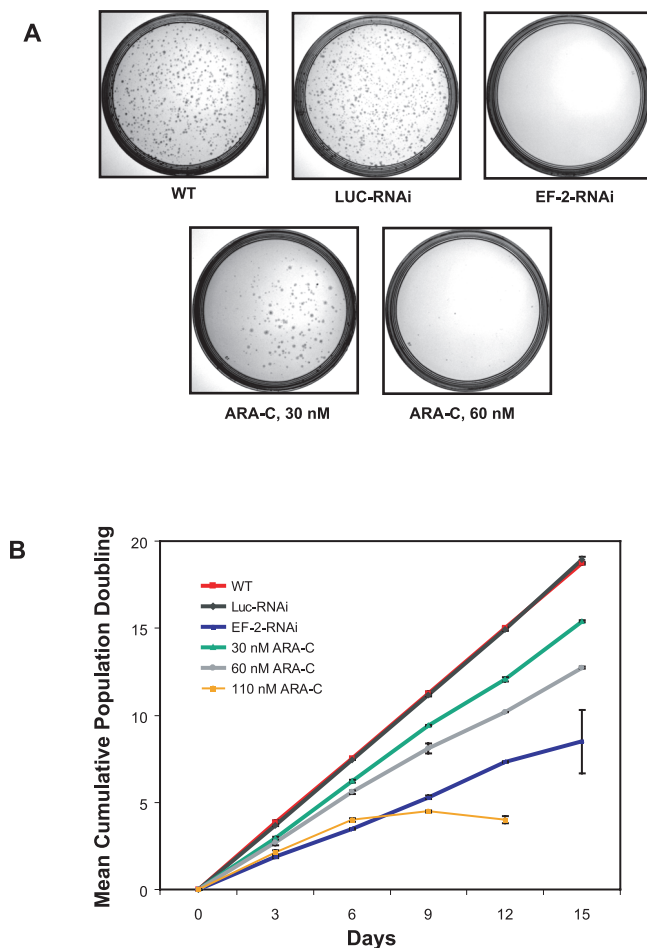 A
WT
LUC-RNAi
EF-2-RNAi
ARA-C, 30 nM
ARA-C, 60 nM
B
Mean Cumulative Population Doubling
20
15
10
5
0
WT
Luc-RNAi
EF-2-RNAi
30 nM ARA-C
60 nM ARA-C
110 nM ARA-C
0 3 6 9 12 15
Days